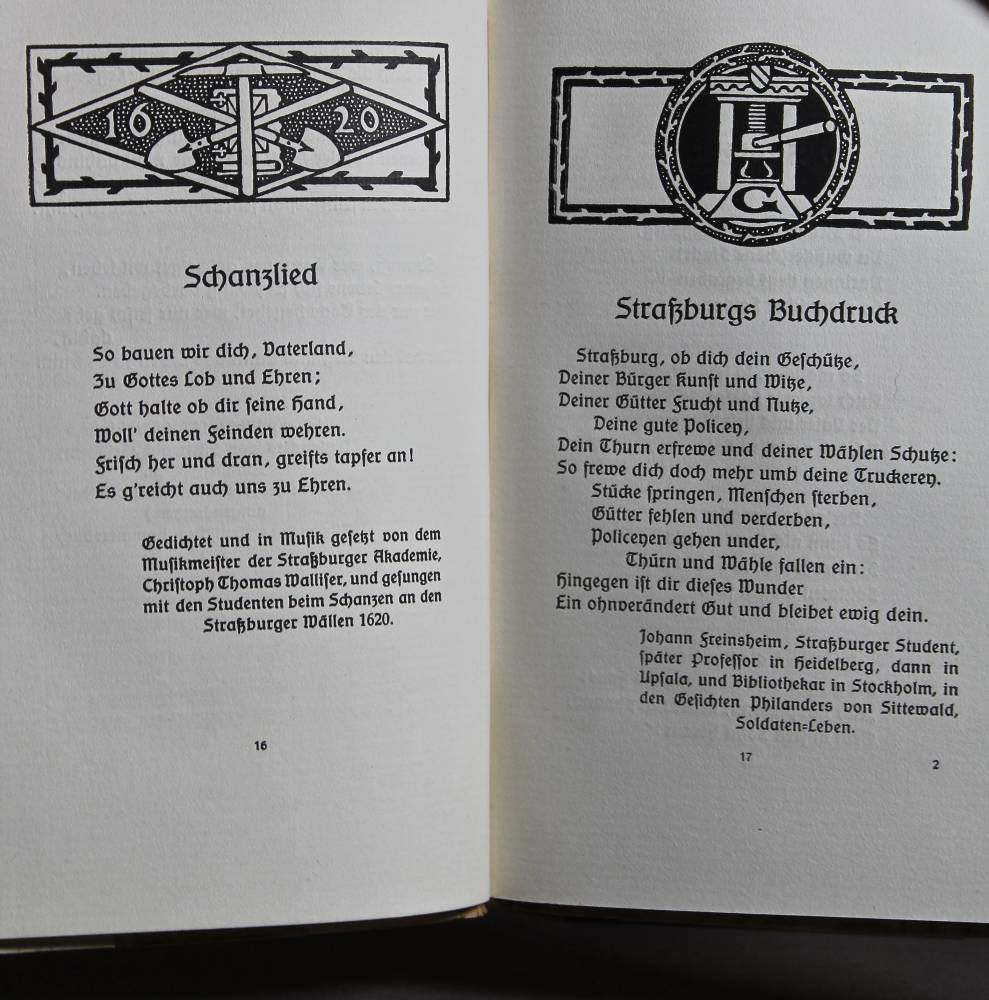 16 20
Schanzlied
So bauen wir dich, Vaterland,
Zu Gottes Lob und Ehren;
Gott halte ob dir seine Hand,
Woll' deinen Feinden wehren.
Frisch her und dran, greifts tapfer an!
Es g'reicht auch uns zu Ehren.
Gedichtet und in Musik gesetzt von dem
Musikmeister der Straßburger Akademie,
Christoph Thomas Walliser, und gesungen
mit den Studenten beim Schanzen an den
Straßburger Wällen 1620.
16
G
Straßburgs Buchdruck
Straßburg, ob dich dein Geschütze,
Deiner Bürger Kunst und Witze,
Deiner Gütter Frucht und Nutze,
Deine gute Policey,
Dein Thurn erfrewe und deiner Wählen Schutze:
So frewe dich doch mehr umb deine Truckerey.
Stücke springen, Menschen sterben,
Gütter fehlen und verderben,
Policeyen gehen under,
Thürn und Wähle fallen ein:
Hingegen ist dir dieses Wunder
Ein ohnverändert Gut und bleibet ewig dein.
Johann Freinsheim, Straßburger Student,
später Professor in Heidelberg, dann in
Upsala, und Bibliothekar in Stockholm, in
den Gesichten Philanders von Sittewald,
Soldaten=Leben.
17 2